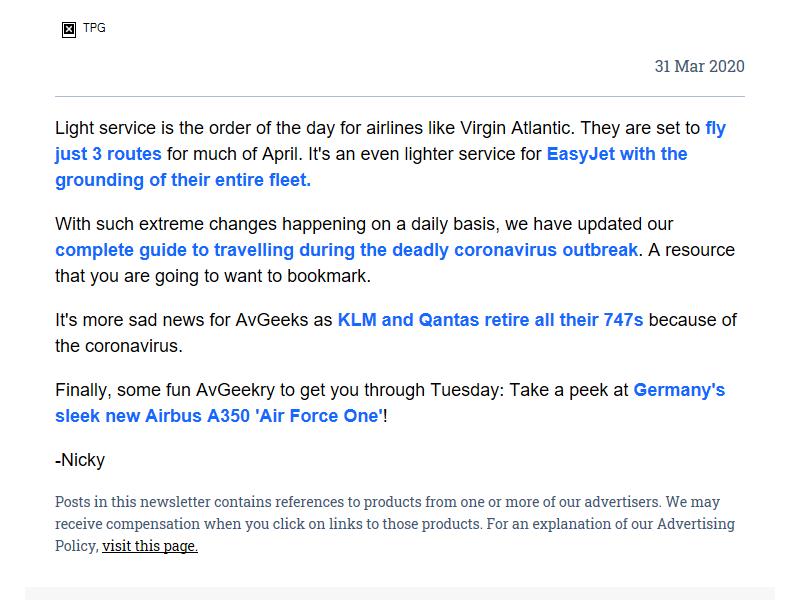 TPG
31 Mar 2020
Light service is the order of the day for airlines like Virgin Atlantic. They are set to fly
just 3 routes for much of April. It's an even lighter service for EasyJet with the
grounding of their entire fleet.
With such extreme changes happening on a daily basis, we have updated our
complete guide to travelling during the deadly coronavirus outbreak. A resource
that you are going to want to bookmark.
It's more sad news for AvGeeks as KLM and Qantas retire all their 747s because of
the coronavirus.
Finally, some fun AvGeekry to get you through Tuesday: Take a peek at Germany's
sleek new Airbus A350 'Air Force One'!
-Nicky
Posts in this newsletter contains references to products from one or more of our advertisers. We may
receive compensation when you click on links to those products. For an explanation of our Advertising
Policy, visit this page.